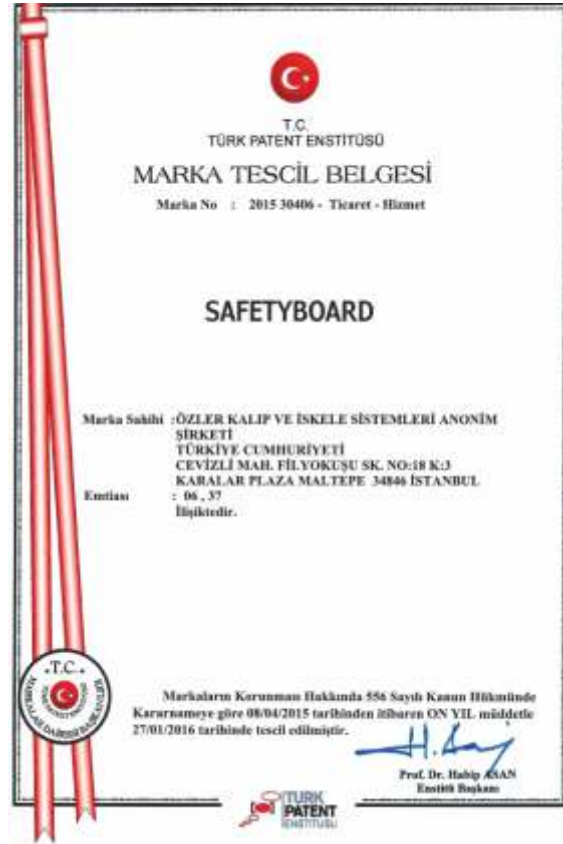 T.C.
TÜRK PATENT ENSTİTÜSÜ
MARKA TESCİL BELGESİ
Marka No : 2015 30406 - Ticaret - Hizmet
SAFETYBOARD
Marka Sahibi :ÖZLER KALIP VE İSKELE SİSTEMLERİ ANONİM
ŞİRKETİ
TÜRKİYE CUMHURİYETİ
CEVİZLİ MAH. FİLYOKUŞU SK. NO:18 K:3
KARALAR PLAZA MALTEPE 34846 İSTANBUL
Emtiası : 06 , 37
İlişiktedir.
T.C.
MARKALAR DAİRESİ BAŞKANLIĞI
Markaların Korunması Hakkında 556 Sayılı Kanun Hükmünde
Kararnameye göre 08/04/2015 tarihinden itibaren ON YIL müddetle
27/01/2016 tarihinde tescil edilmiştir.
Prof. Dr. Habip ASAN
Enstitü Başkanı
TÜRK
PATENT
ENSTİTÜSÜ